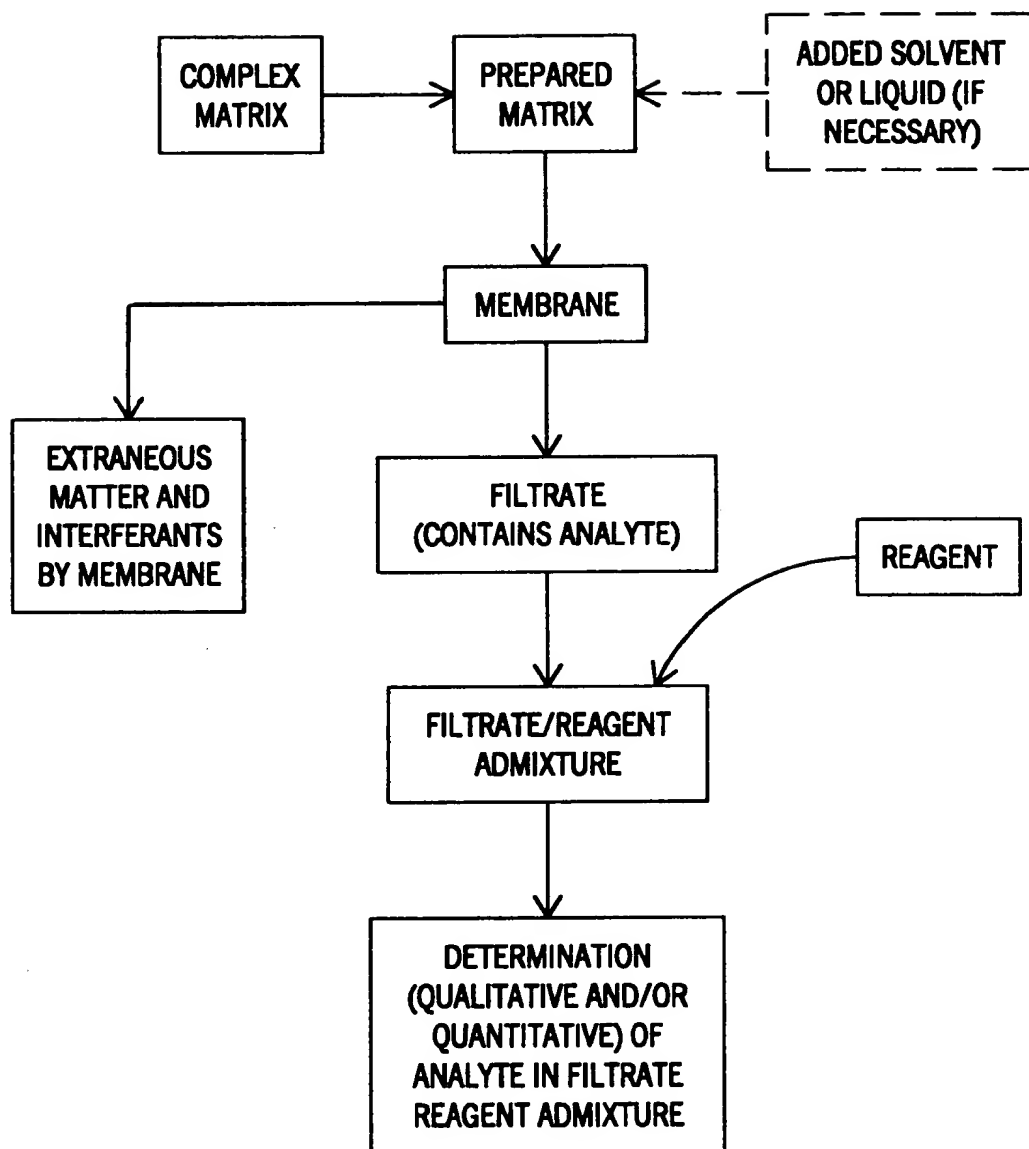 COMPLEX
MATRIX
PREPARED
MATRIX
ADDED SOLVENT
OR LIQUID (IF
NECESSARY)
MEMBRANE
EXTRANEOUS
MATTER AND
INTERFERANTS
BY MEMBRANE
FILTRATE
(CONTAINS ANALYTE)
REAGENT
FILTRATE/REAGENT
ADMIXTURE
DETERMINATION
(QUALITATIVE AND/OR
QUANTITATIVE) OF
ANALYTE IN FILTRATE
REAGENT ADMIXTURE